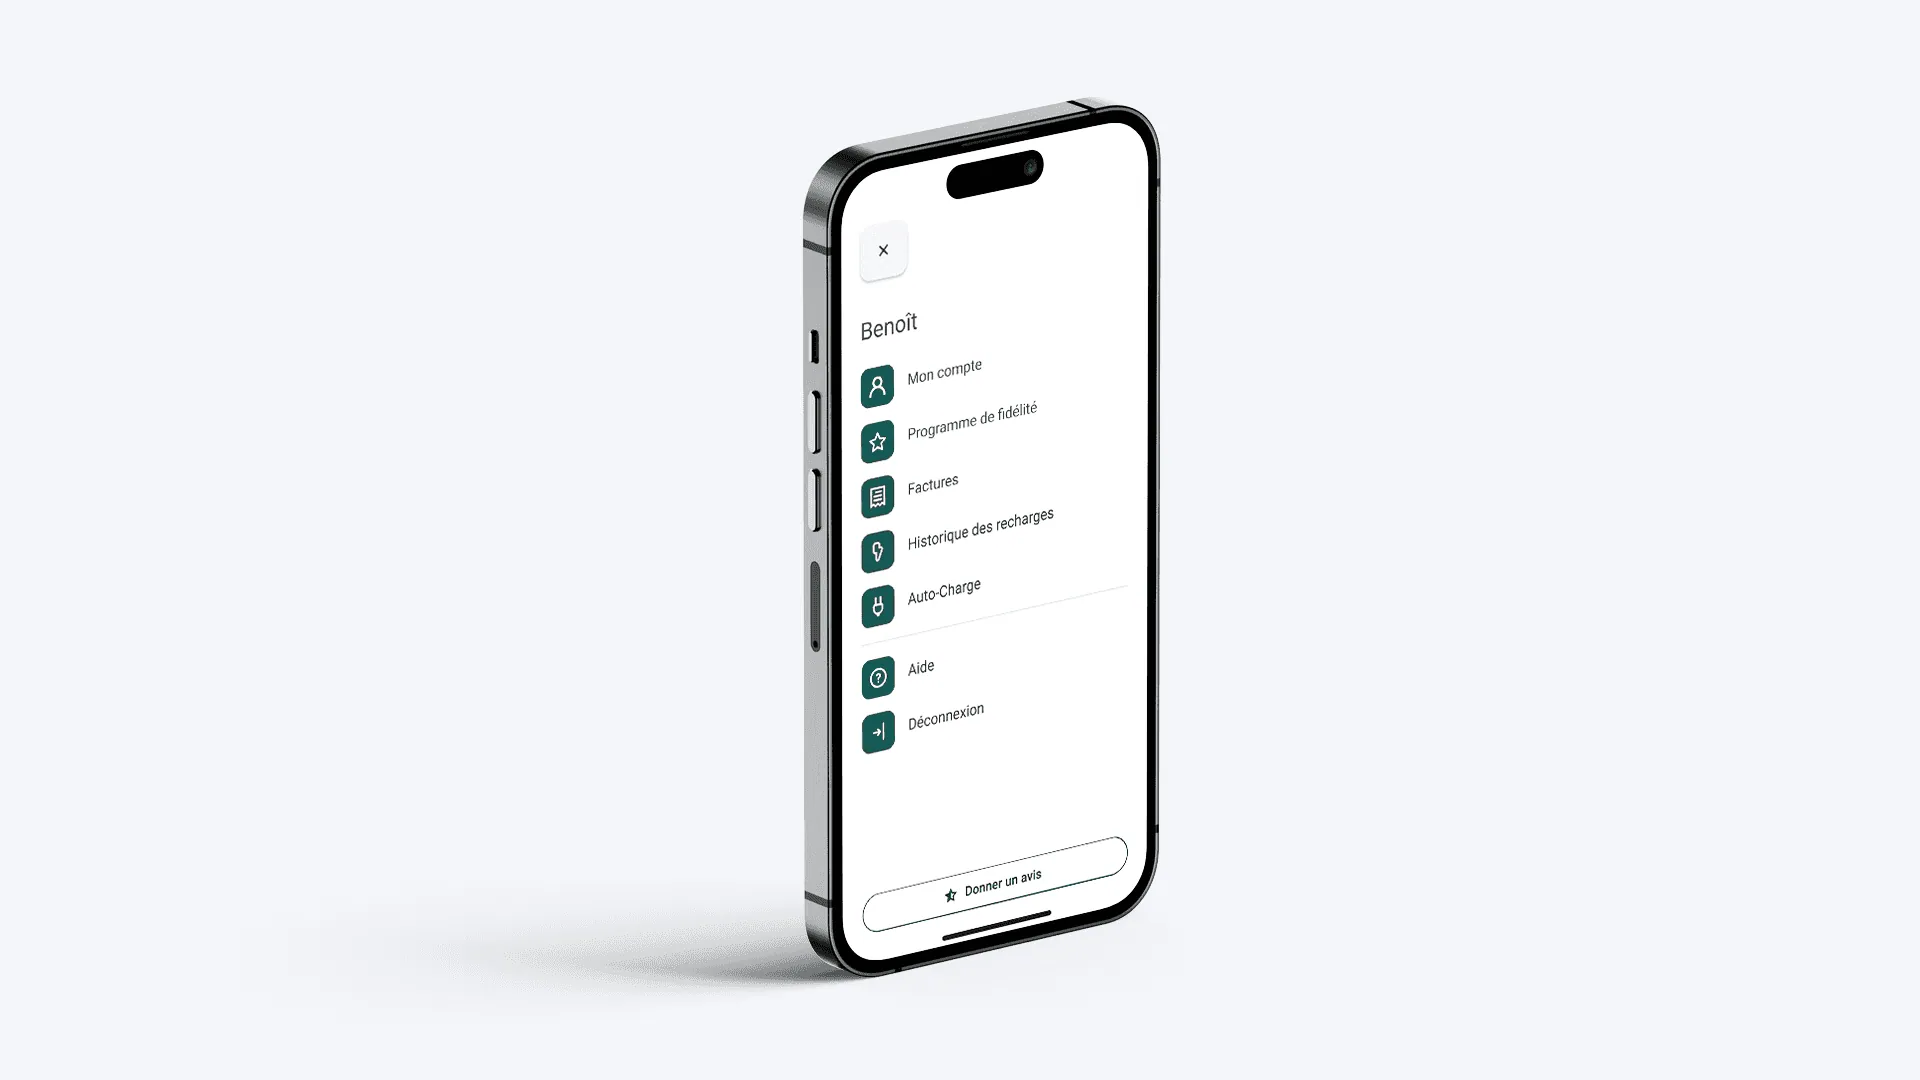 Benoît
Mon compte
Programme de fidélité
Factures
Historique des recharges
Auto-Charge
Aide
Déconnexion
Donner un avis